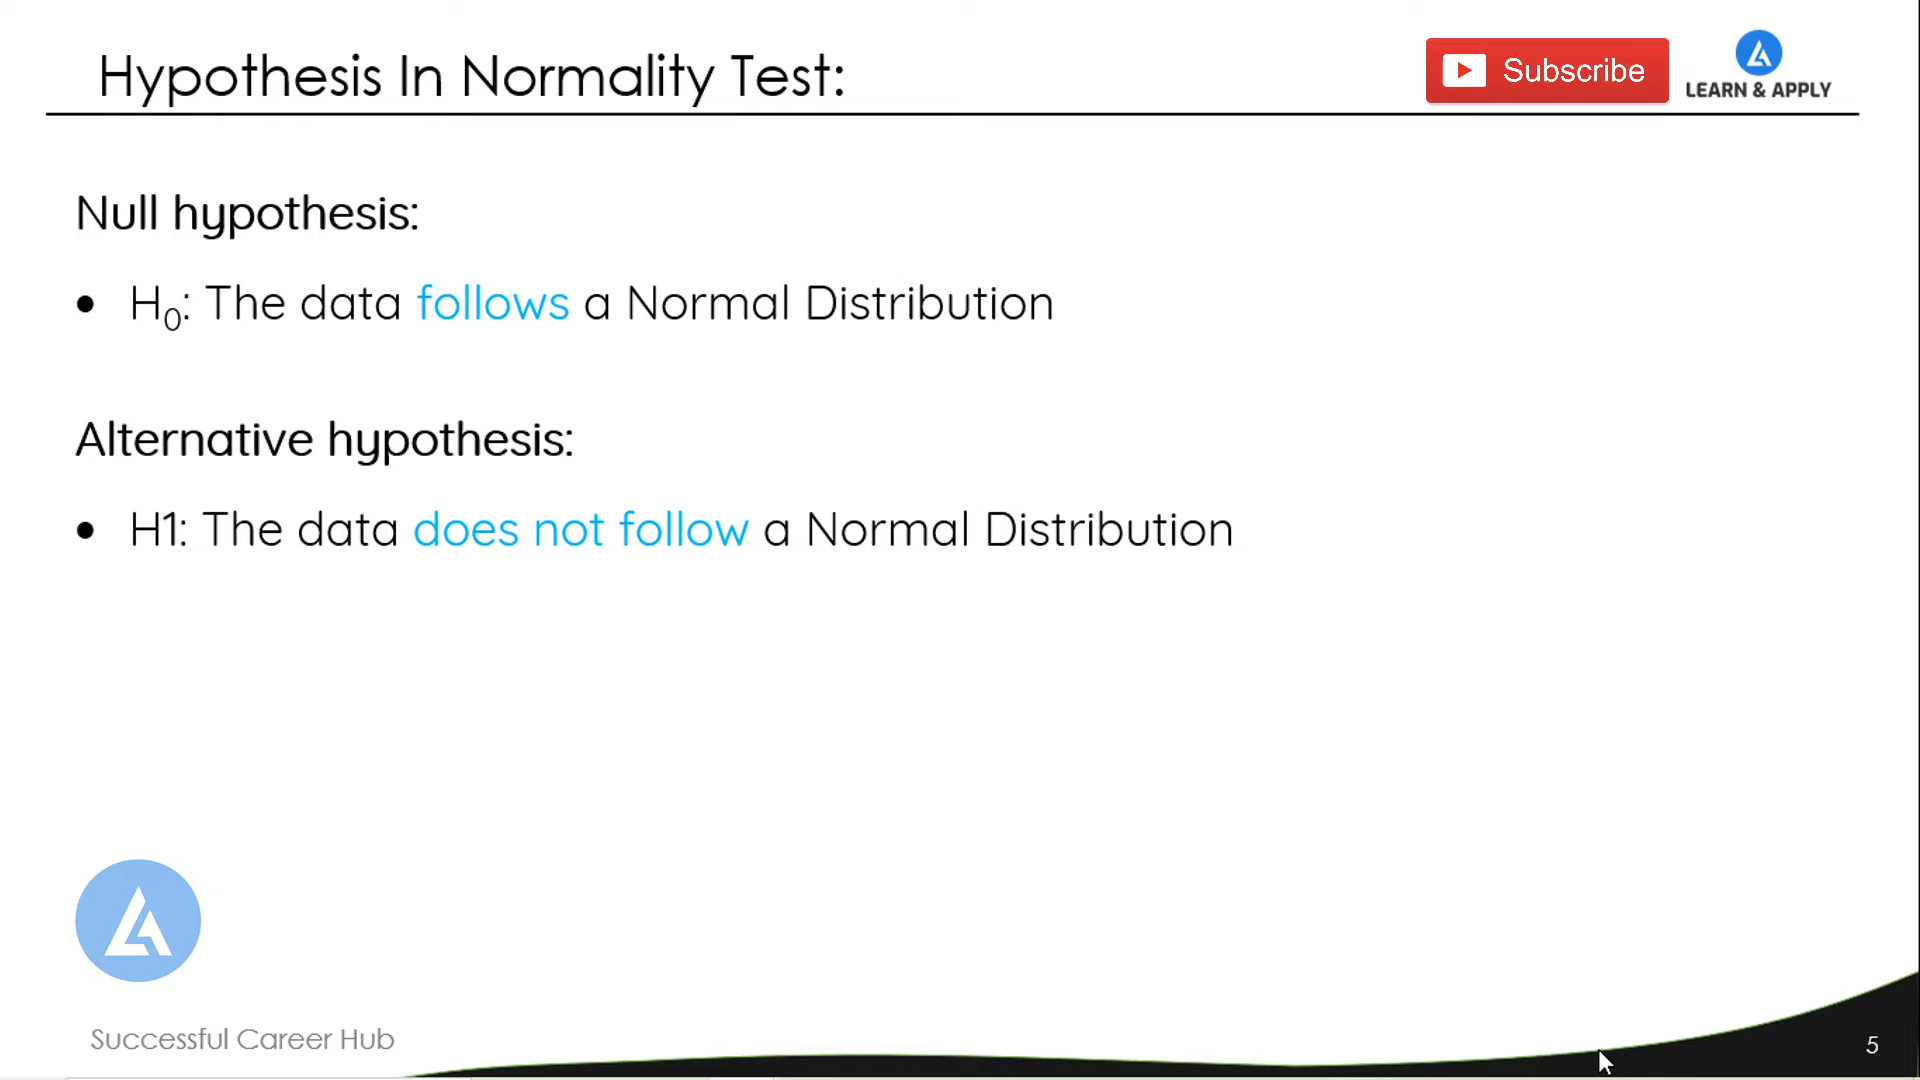 Hypothesis In Normality Test:
Subscribe
LEARN & APPLY
Null hypothesis:
• H₀: The data follows a Normal Distribution
Alternative hypothesis:
• H1: The data does not follow a Normal Distribution
Successful Career Hub
5